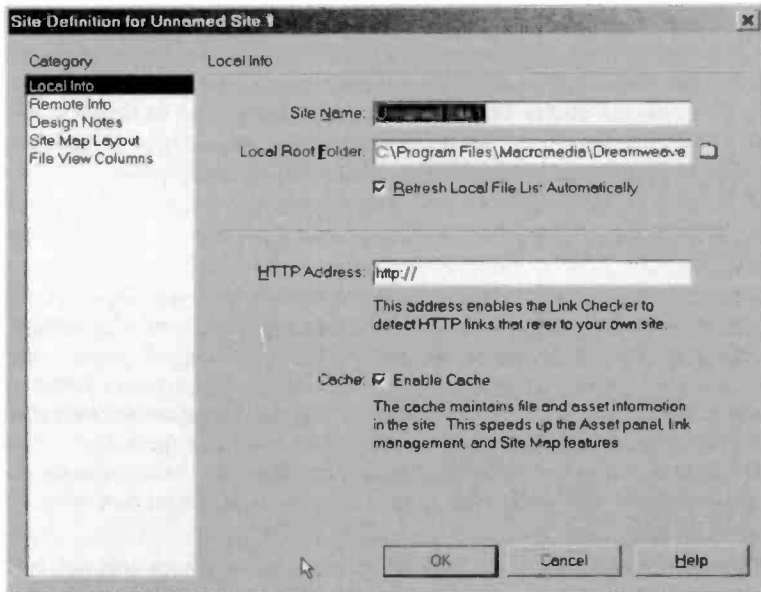 Site Definition for Unnamed Site 1
Category
Local Info
Local Info
Remote Info
Design Notes
Site Map Layout
File View Columns
Site Name:
Local Root Folder: C:\Program Files\Macromedia\Dreamweave
Refresh Local File List Automatically
HTTP Address: http://
This address enables the Link Checker to
detect HTTP links that refer to your own site.
Cache: Enable Cache
The cache maintains file and asset information
in the site. This speeds up the Asset panel, link
management, and Site Map features
OK
Cancel
Help